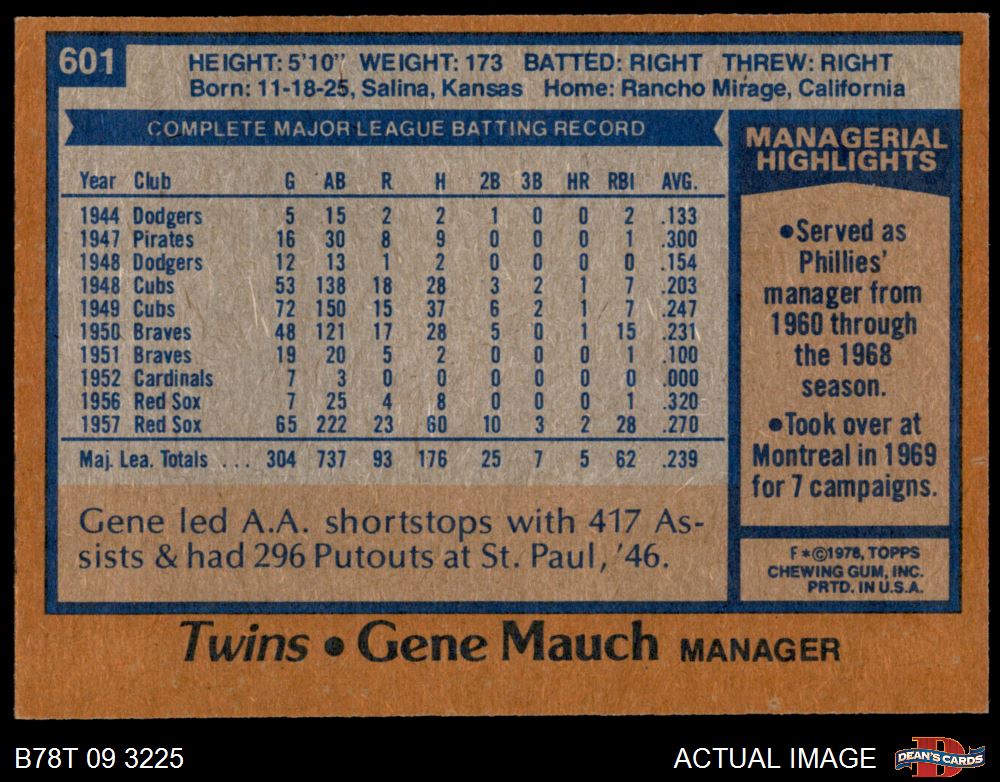 601
HEIGHT: 5'10" WEIGHT: 173 BATTED: RIGHT THREW: RIGHT
Born: 11-18-25, Salina, Kansas Home: Rancho Mirage, California
COMPLETE MAJOR LEAGUE BATTING RECORD
Year Club G AB R H 2B 3B HR RBI AVG.
1944 Dodgers 5 15 2 2 1 0 0 2 .133
1947 Pirates 16 30 8 9 0 0 0 1 .300
1948 Dodgers 12 13 1 2 0 0 0 0 .154
1948 Cubs 53 138 18 28 3 2 1 7 .203
1949 Cubs 72 150 15 37 6 2 1 7 .247
1950 Braves 48 121 17 28 5 0 1 15 .231
1951 Braves 19 20 5 2 0 0 0 1 .100
1952 Cardinals 7 3 0 0 0 0 0 0 .000
1956 Red Sox 7 25 4 8 0 0 0 1 .320
1957 Red Sox 65 222 23 60 10 3 2 28 .270
Maj. Lea. Totals ... 304 737 93 176 25 7 5 62 .239
Gene led A.A. shortstops with 417 As-
sists & had 296 Putouts at St. Paul, '46.
MANAGERIAL
HIGHLIGHTS
●Served as
Phillies'
manager from
1960 through
the 1968
season.
●Took over at
Montreal in 1969
for 7 campaigns.
F*©1978, TOPPS
CHEWING GUM, INC.
PRTD. IN U.S.A.
Twins ● Gene Mauch MANAGER
B78T 09 3225
ACTUAL IMAGE
D
DEAN'S CARDS